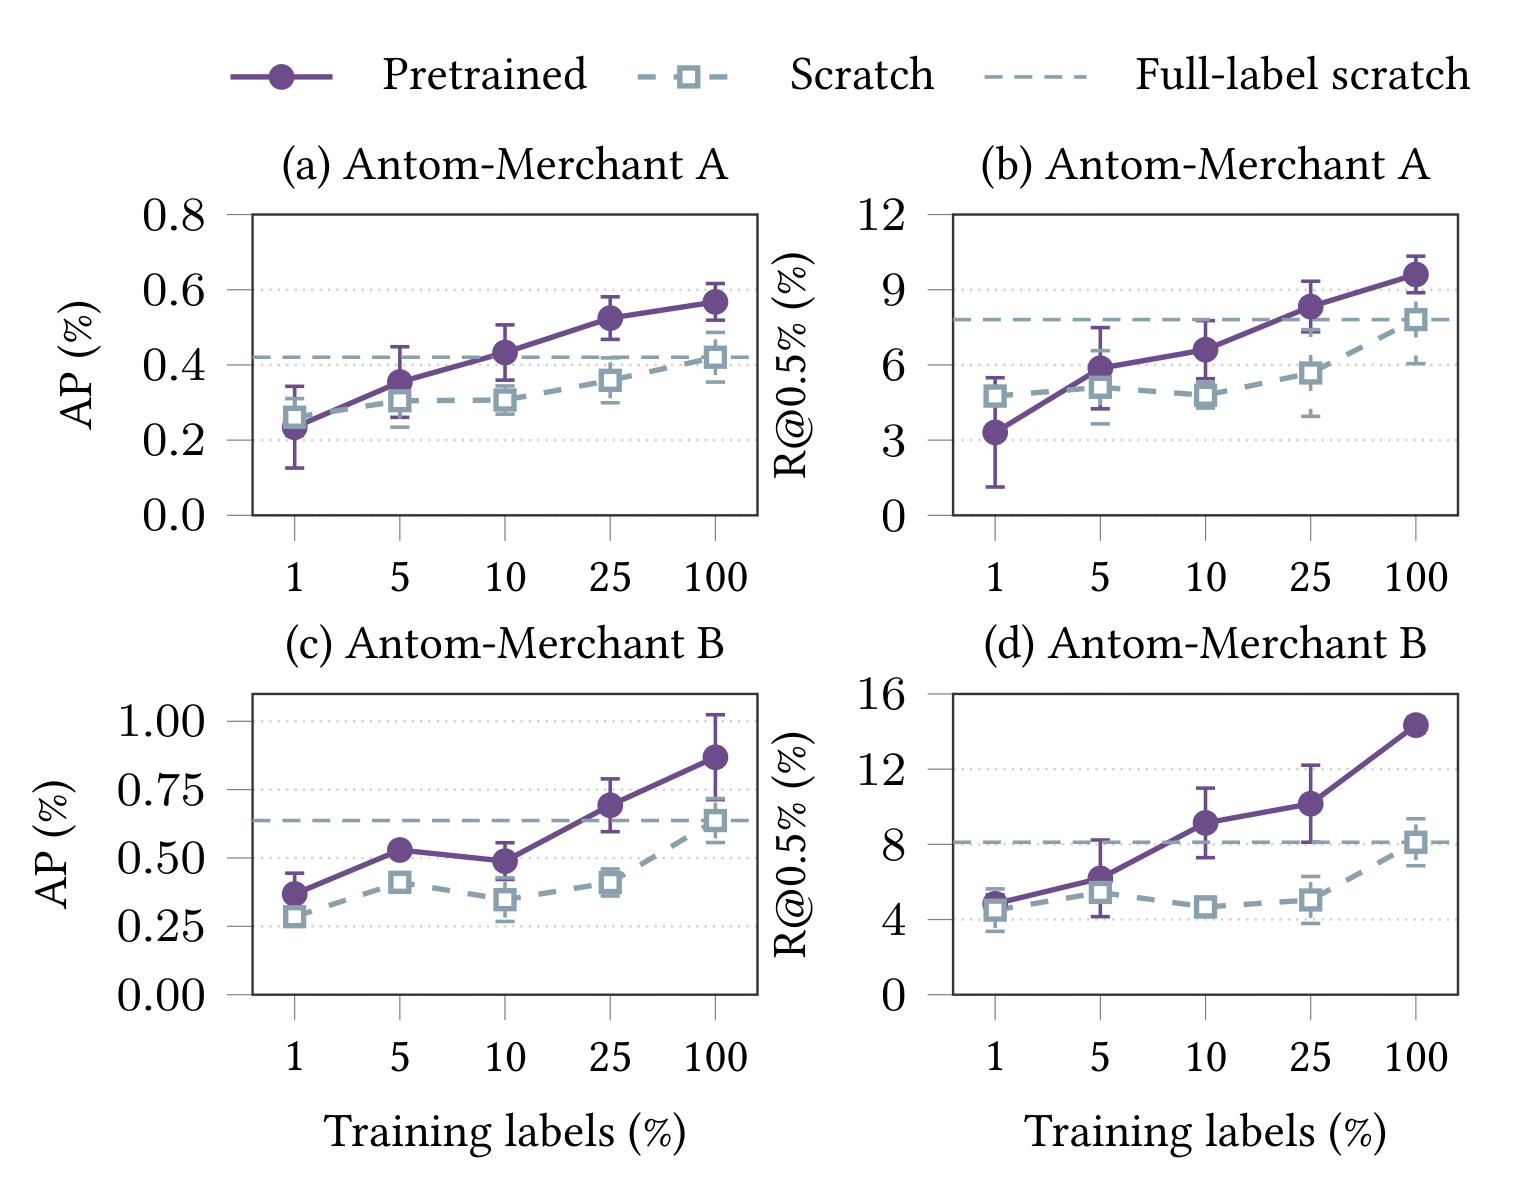 Pretrained Scratch Full-label scratch
(a) Antom-Merchant A
AP (%)
0.8
0.6
0.4
0.2
0.0
1 5 10 25 100
(b) Antom-Merchant A
R@0.5% (%)
12
9
6
3
0
1 5 10 25 100
(c) Antom-Merchant B
AP (%)
1.00
0.75
0.50
0.25
0.00
1 5 10 25 100
Training labels (%)
(d) Antom-Merchant B
R@0.5% (%)
16
12
8
4
0
1 5 10 25 100
Training labels (%)